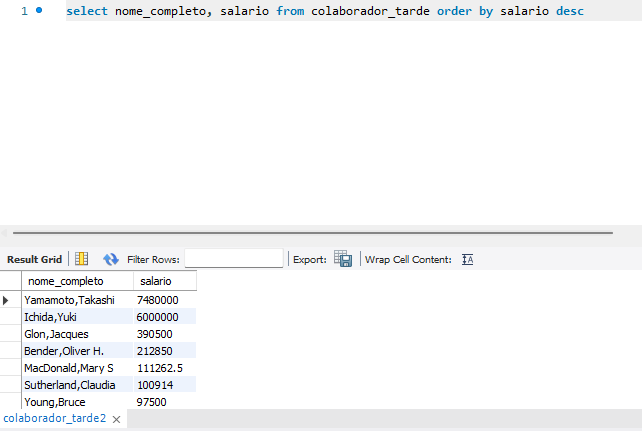 1 select nome_completo, salario from colaborador_tarde order by salario desc
Result Grid Filter Rows: Export: Wrap Cell Content: IA
nome_completo salario
Yamamoto,Takashi 7480000
Ichida,Yuki 6000000
Glon,Jacques 390500
Bender,Oliver H. 212850
MacDonald,Mary S 111262.5
Sutherland,Claudia 100914
Young,Bruce 97500
colaborador_tarde2 ×